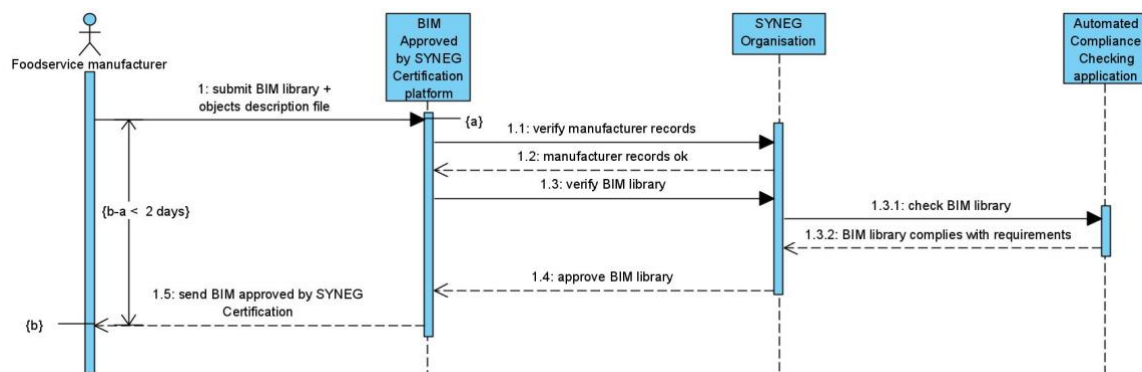 Foodservice manufacturer
BIM
Approved
by SYNEG
Certification
platform
SYNEG
Organisation
Automated
Compliance
Checking
application
1: submit BIM library +
objects description file
{a}
1.1: verify manufacturer records
1.2: manufacturer records ok
1.3: verify BIM library
{b-a < 2 days}
1.3.1: check BIM library
1.3.2: BIM library complies with requirements
1.4: approve BIM library
1.5: send BIM approved by SYNEG
Certification
{b}